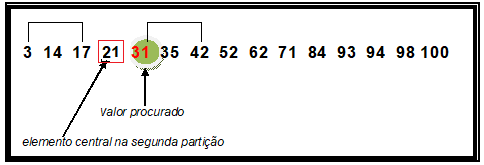 3 14 17 21 31 35 42 52 62 71 84 93 94 98 100
Valor procurado
elemento central na segunda partição